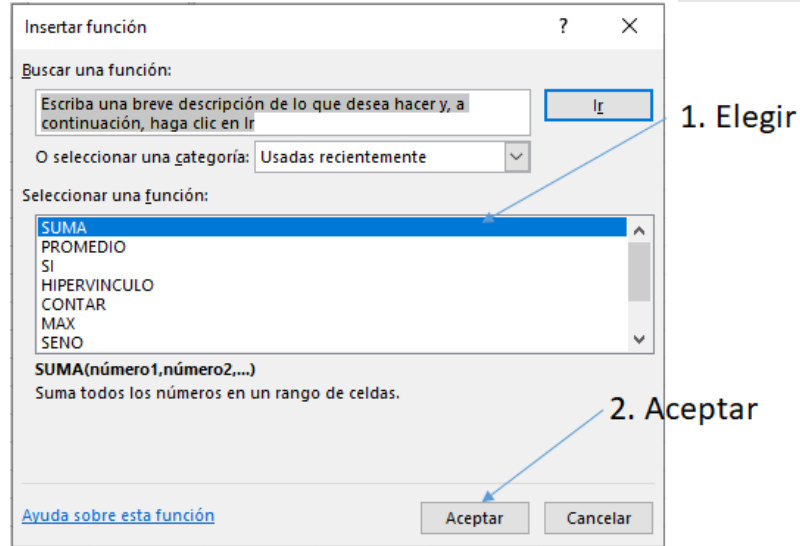 Insertar función
?
Buscar una función:
Escriba una breve descripción de lo que desea hacer y, a
continuación, haga clic en Ir
Ir
1. Elegir
O seleccionar una categoría: Usadas recientemente
Seleccionar una función:
SUMA
PROMEDIO
SI
HIPERVINCULO
CONTAR
MAX
SENO
SUMA(número1,número2,...)
Suma todos los números en un rango de celdas.
2. Aceptar
Ayuda sobre esta función
Aceptar
Cancelar